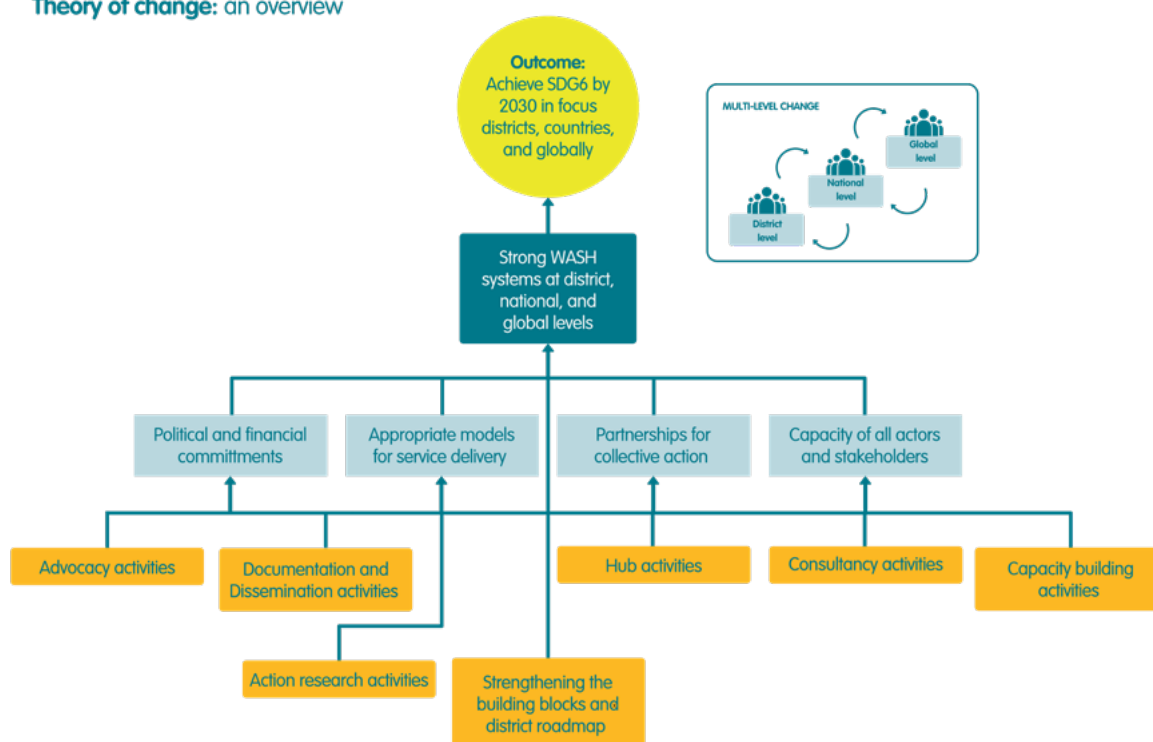 Theory of change: an overview
Outcome:
Achieve SDG6 by
2030 in focus
districts, countries,
and globally
MULTI-LEVEL CHANGE
Global
level
National
level
District
level
Strong WASH
systems at district,
national, and
global levels
Political and financial
committments
Appropriate models
for service delivery
Partnerships for
collective action
Capacity of all actors
and stakeholders
Advocacy activities
Documentation and
Dissemination activities
Hub activities
Consultancy activities
Capacity building
activities
Action research activities
Strengthening the
building blocks and
district roadmap